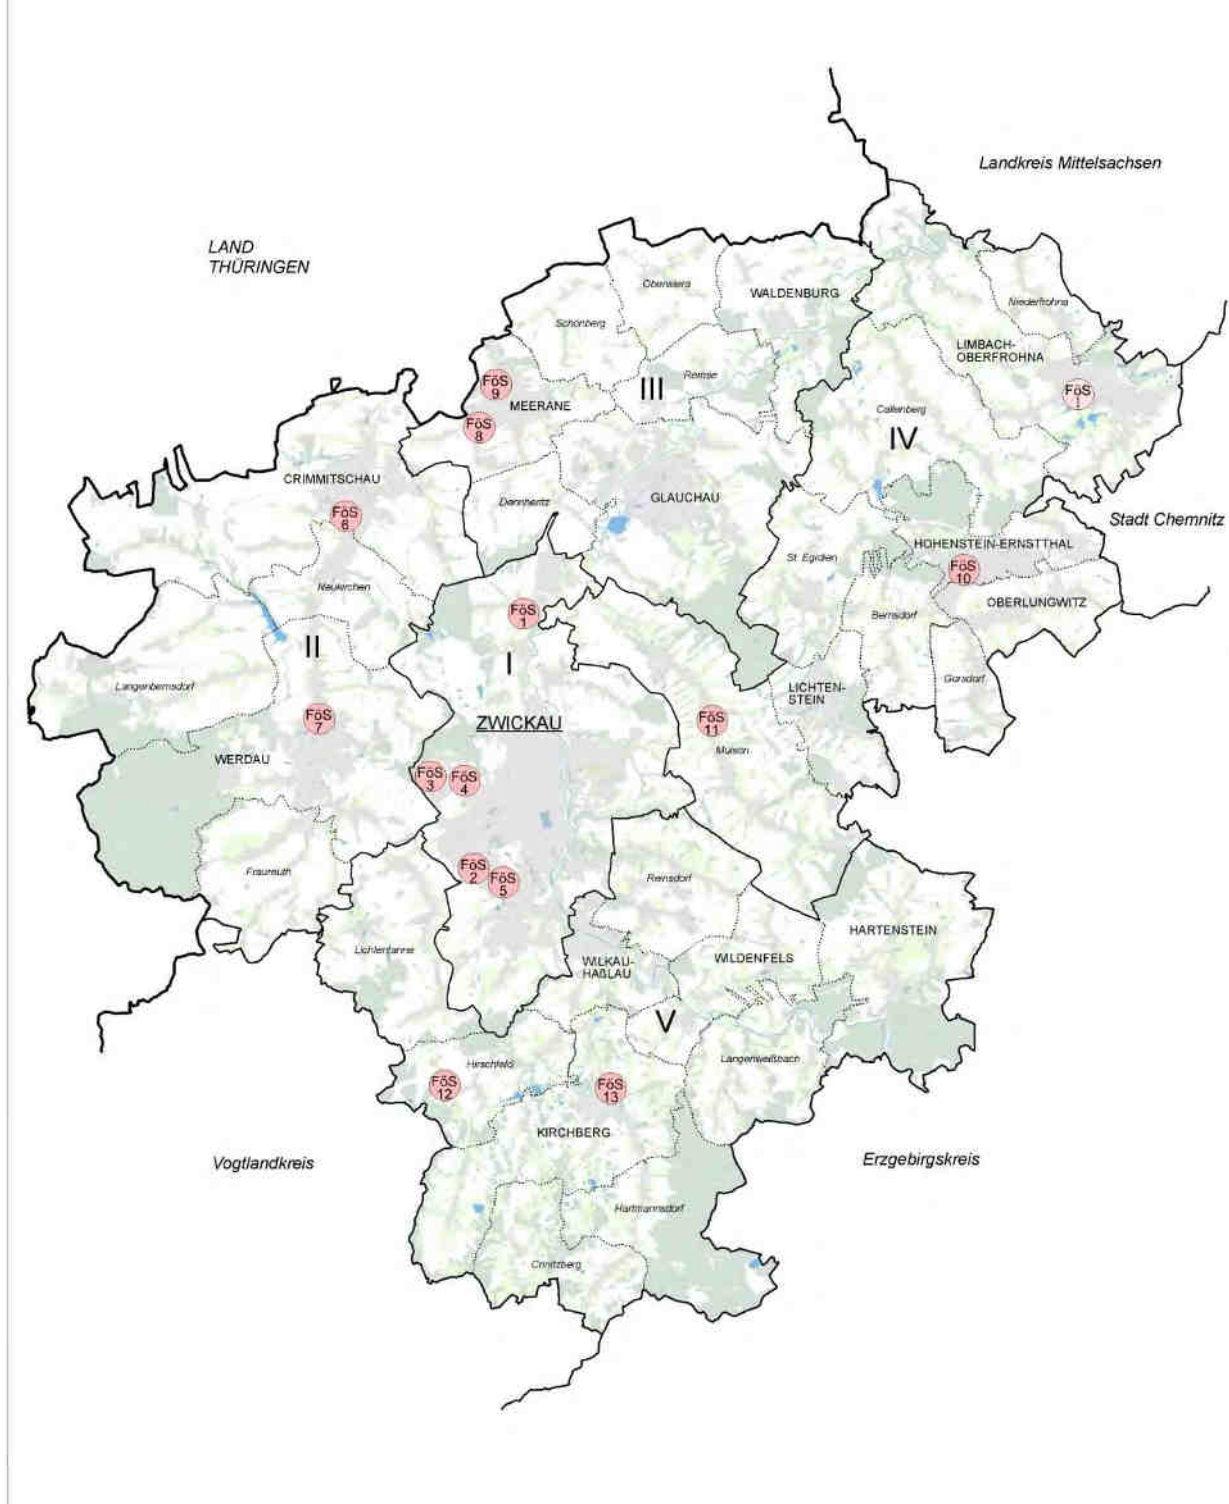 Landkreis Mittelsachsen
LAND
THÜRINGEN
Oberwiera
WALDENBURG
Niederfrohna
Schönberg
LIMBACH-
OBERFROHNA
Remse
III
FöS
9
MEERANE
FöS
1
Callenberg
FöS
8
IV
CRIMMITSCHAU
Dennheritz
GLAUCHAU
FöS
6
Stadt Chemnitz
HOHENSTEIN-ERNSTTHAL
St. Egidien
FöS
10
Neukirchen
OBERLUNGWITZ
FöS
1
Bernsdorf
II
I
Langenbernsdorf
LICHTEN-
STEIN
Gersdorf
FöS
7
ZWICKAU
FöS
11
Mülsen
WERDAU
FöS
3
FöS
4
Fraureuth
FöS
2
FöS
5
Reinsdorf
HARTENSTEIN
Lichtentanne
WILKAU-
HAßLAU
WILDENFELS
V
Hirschfeld
Langenweißbach
FöS
12
FöS
13
KIRCHBERG
Vogtlandkreis
Erzgebirgskreis
Hartmannsdorf
Crinitzberg